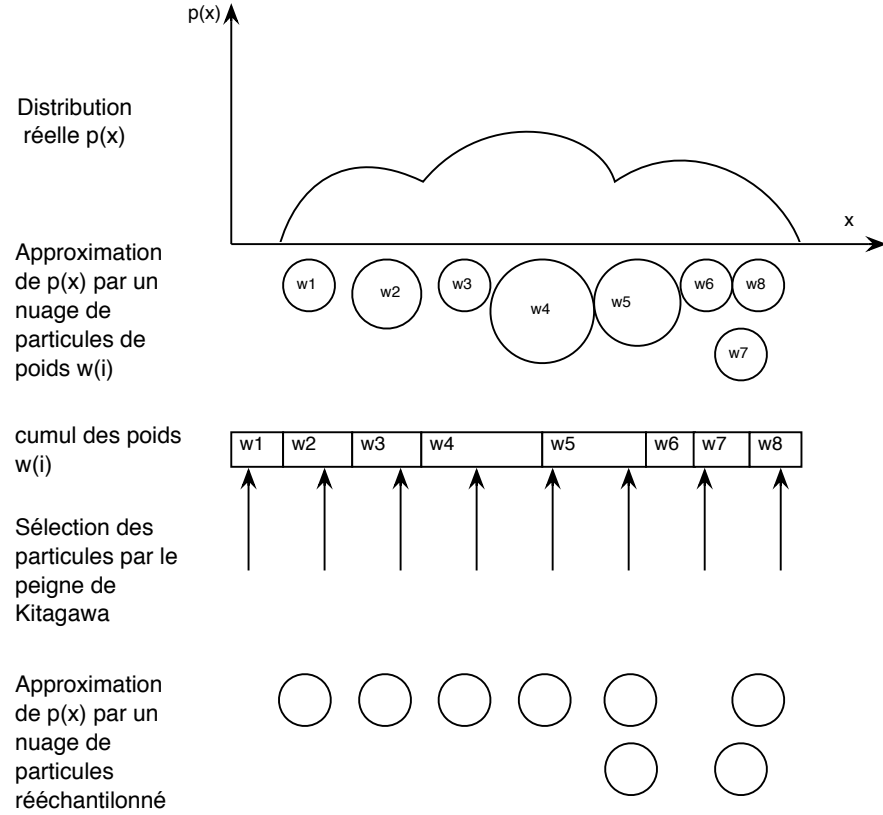 p(x)
Distribution
réelle p(x)
x
Approximation
de p(x) par un
nuage de
particules de
poids w(i)
w1
w2
w3
w4
w5
w6
w8
w7
cumul des poids
w(i)
w1 w2 w3 w4 w5 w6 w7 w8
Sélection des
particules par le
peigne de
Kitagawa
Approximation
de p(x) par un
nuage de
particules
rééchantilonné